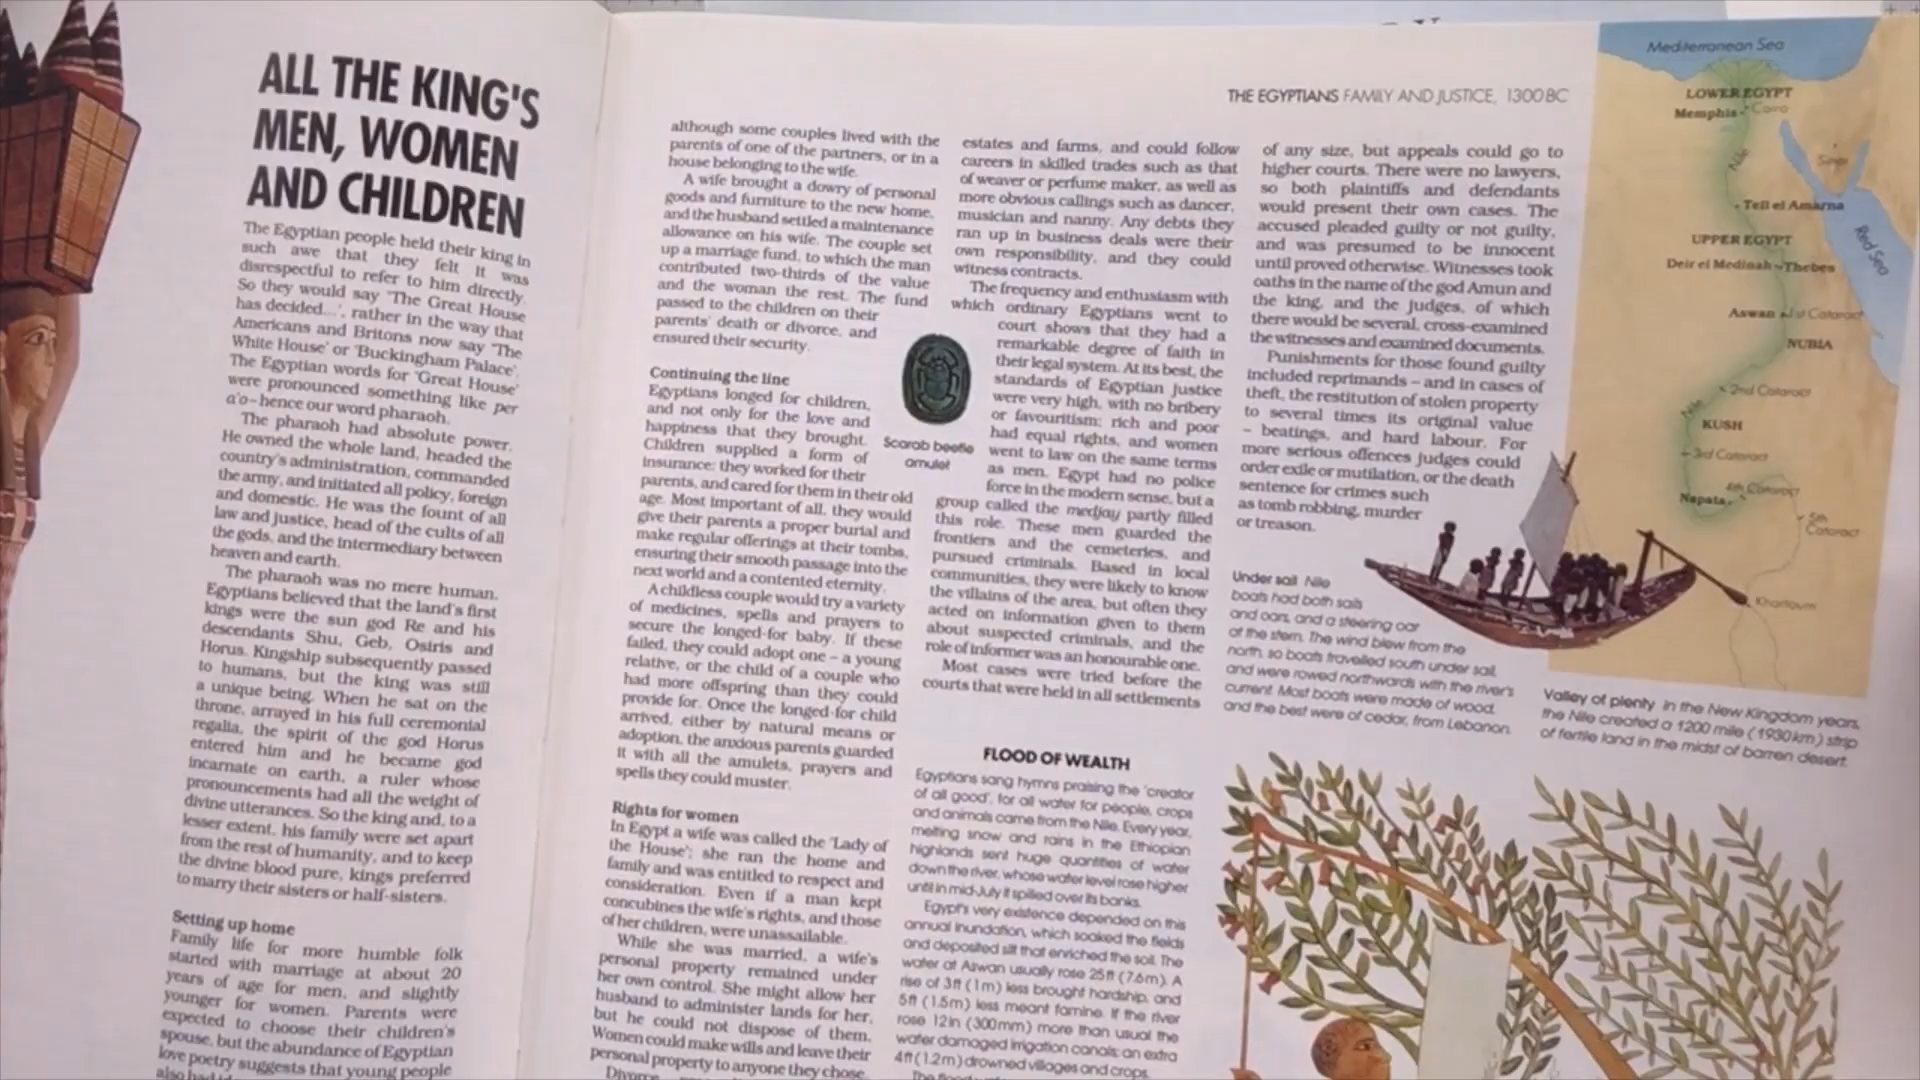 ALL THE KING'S
MEN, WOMEN
AND CHILDREN
The Egyptian people held their king in
such awe that they felt it was
disrespectful to refer to him directly.
So they would say 'The Great House
has decided...', rather in the way that
Americans and Britons now say 'The
White House' or 'Buckingham Palace'.
The Egyptian words for 'Great House'
were pronounced something like per
a'o – hence our word pharaoh.
The pharaoh had absolute power.
He owned the whole land, headed the
country's administration, commanded
the army, and initiated all policy, foreign
and domestic. He was the fount of all
law and justice, head of the cults of all
the gods, and the intermediary between
heaven and earth.
The pharaoh was no mere human.
Egyptians believed that the land's first
kings were the sun god Re and his
descendants Shu, Geb, Osiris and
Horus. Kingship subsequently passed
to humans, but the king was still
a unique being. When he sat on the
throne, arrayed in his full ceremonial
regalia, the spirit of the god Horus
entered him and he became god
incarnate on earth, a ruler whose
pronouncements had all the weight of
divine utterances. So the king and, to a
lesser extent, his family were set apart
from the rest of humanity, and to keep
the divine blood pure, kings preferred
to marry their sisters or half-sisters.
Setting up home
Family life for more humble folk
started with marriage at about 20
years of age for men, and slightly
younger for women. Parents were
expected to choose their children's
spouse, but the abundance of Egyptian
love poetry suggests that young people
also
although some couples lived with the
parents of one of the partners, or in a
house belonging to the wife.
A wife brought a dowry of personal
goods and furniture to the new home,
and the husband settled a maintenance
allowance on his wife. The couple set
up a marriage fund, to which the man
contributed two-thirds of the value
and the woman the rest. The fund
passed to the children on their
parents' death or divorce, and
ensured their security.
Continuing the line
Egyptians longed for children,
and not only for the love and
happiness that they brought.
Children supplied a form of
insurance: they worked for their
parents, and cared for them in their old
age. Most important of all, they would
give their parents a proper burial and
make regular offerings at their tombs,
ensuring their smooth passage into the
next world and a contented eternity.
A childless couple would try a variety
of medicines, spells and prayers to
secure the longed-for baby. If these
failed, they could adopt one – a young
relative, or the child of a couple who
had more offspring than they could
provide for. Once the longed-for child
arrived, either by natural means or
adoption, the anxious parents guarded
it with all the amulets, prayers and
spells they could muster.
Rights for women
In Egypt a wife was called the 'Lady of
the House'; she ran the home and
family and was entitled to respect and
consideration. Even if a man kept
concubines the wife's rights, and those
of her children, were unassailable.
While she was married, a wife's
personal property remained under
her own control. She might allow her
husband to administer lands for her,
but he could not dispose of them.
Women could make wills and leave their
personal property to anyone they chose.
Divorce
THE EGYPTIANS FAMILY AND JUSTICE, 1300 BC
estates and farms, and could follow
careers in skilled trades such as that
of weaver or perfume maker, as well as
more obvious callings such as dancer,
musician and nanny. Any debts they
ran up in business deals were their
own responsibility, and they could
witness contracts.
The frequency and enthusiasm with
which ordinary Egyptians went to
court shows that they had a
remarkable degree of faith in
their legal system. At its best, the
standards of Egyptian justice
were very high, with no bribery
or favouritism; rich and poor
had equal rights, and women
went to law on the same terms
as men. Egypt had no police
force in the modern sense, but a
group called the medjay partly filled
this role. These men guarded the
frontiers and the cemeteries, and
pursued criminals. Based in local
communities, they were likely to know
the villains of the area, but often they
acted on information given to them
about suspected criminals, and the
role of informer was an honourable one.
Most cases were tried before the
courts that were held in all settlements
Scarab beetle
amulet
FLOOD OF WEALTH
Egyptians sang hymns praising the 'creator
of all good', for all water for people, crops
and animals came from the Nile. Every year,
melting snow and rains in the Ethiopian
highlands sent huge quantities of water
down the river, whose water level rose higher
until in mid-July it spilled over its banks.
Egypt's very existence depended on this
annual inundation, which soaked the fields
and deposited silt that enriched the soil. The
water at Aswan usually rose 25 ft (7.6m). A
rise of 3ft (1m) less brought hardship, and
5ft (1.5m) less meant famine. If the river
rose 12in (300mm) more than usual the
water damaged irrigation canals; an extra
4ft (1.2m) drowned villages and crops.
The flood
of any size, but appeals could go to
higher courts. There were no lawyers,
so both plaintiffs and defendants
would present their own cases. The
accused pleaded guilty or not guilty,
and was presumed to be innocent
until proved otherwise. Witnesses took
oaths in the name of the god Amun and
the king, and the judges, of which
there would be several, cross-examined
the witnesses and examined documents.
Punishments for those found guilty
included reprimands – and in cases of
theft, the restitution of stolen property
to several times its original value
– beatings, and hard labour. For
more serious offences judges could
order exile or mutilation, or the death
sentence for crimes such
as tomb robbing, murder
or treason.
Under sail Nile
boats had both sails
and oars, and a steering oar
at the stern. The wind blew from the
north, so boats travelled south under sail,
and were rowed northwards with the river's
current. Most boats were made of wood,
and the best were of cedar, from Lebanon.
Mediterranean Sea
LOWER EGYPT
Memphis
Cairo
Nile
Sinai
Tell el Amarna
Red Sea
UPPER EGYPT
Deir el Medinah
Thebes
Aswan
1st Cataract
NUBIA
2nd Cataract
Nile
KUSH
3rd Cataract
4th Cataract
Napata
5th
Cataract
Khartoum
Valley of plenty In the New Kingdom years,
the Nile created a 1200 mile (1930km) strip
of fertile land in the midst of barren desert.